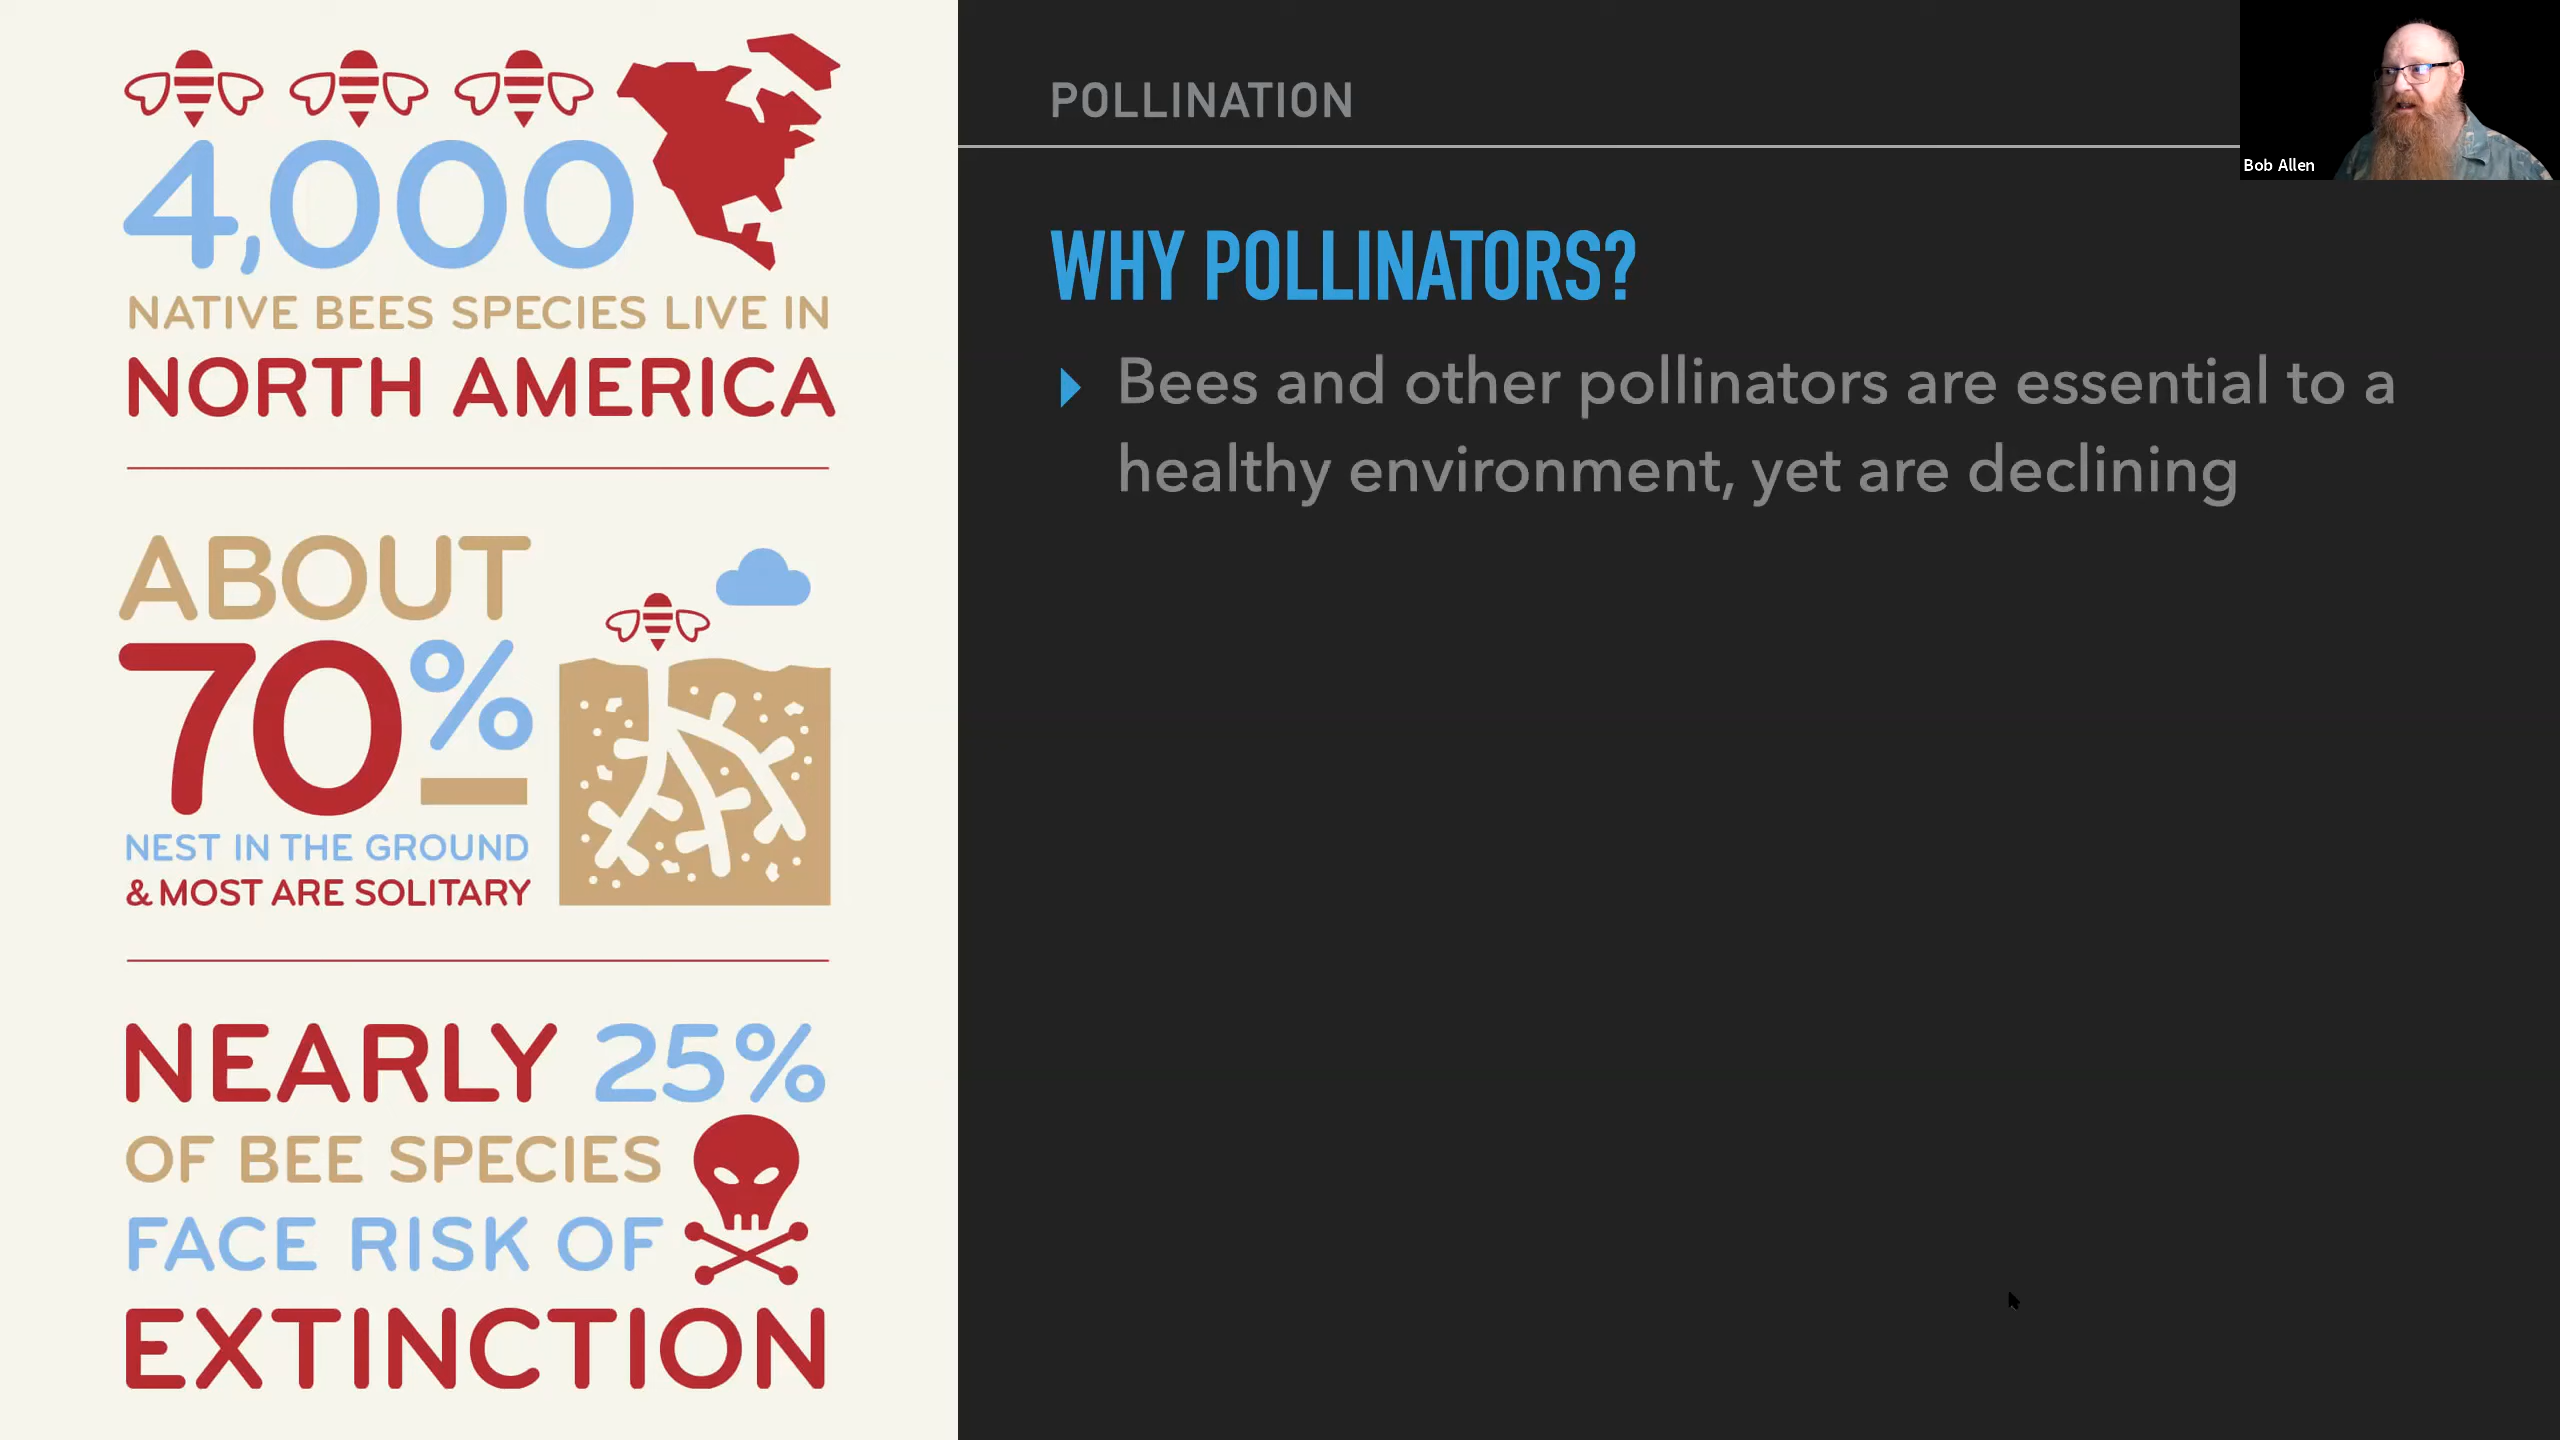 4,000
NATIVE BEES SPECIES LIVE IN
NORTH AMERICA
ABOUT
70%
NEST IN THE GROUND
& MOST ARE SOLITARY
NEARLY 25%
OF BEE SPECIES
FACE RISK OF
EXTINCTION
POLLINATION
WHY POLLINATORS?
Bees and other pollinators are essential to a
healthy environment, yet are declining
Bob Allen